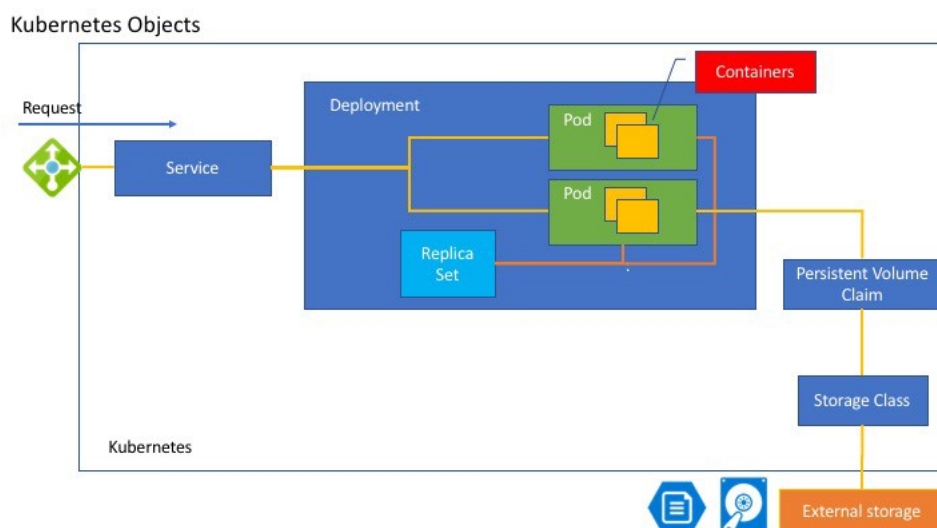 Kubernetes Objects
Containers
Request
Deployment
Pod
Service
Pod
Replica
Set
Persistent Volume
Claim
Storage Class
Kubernetes
External storage